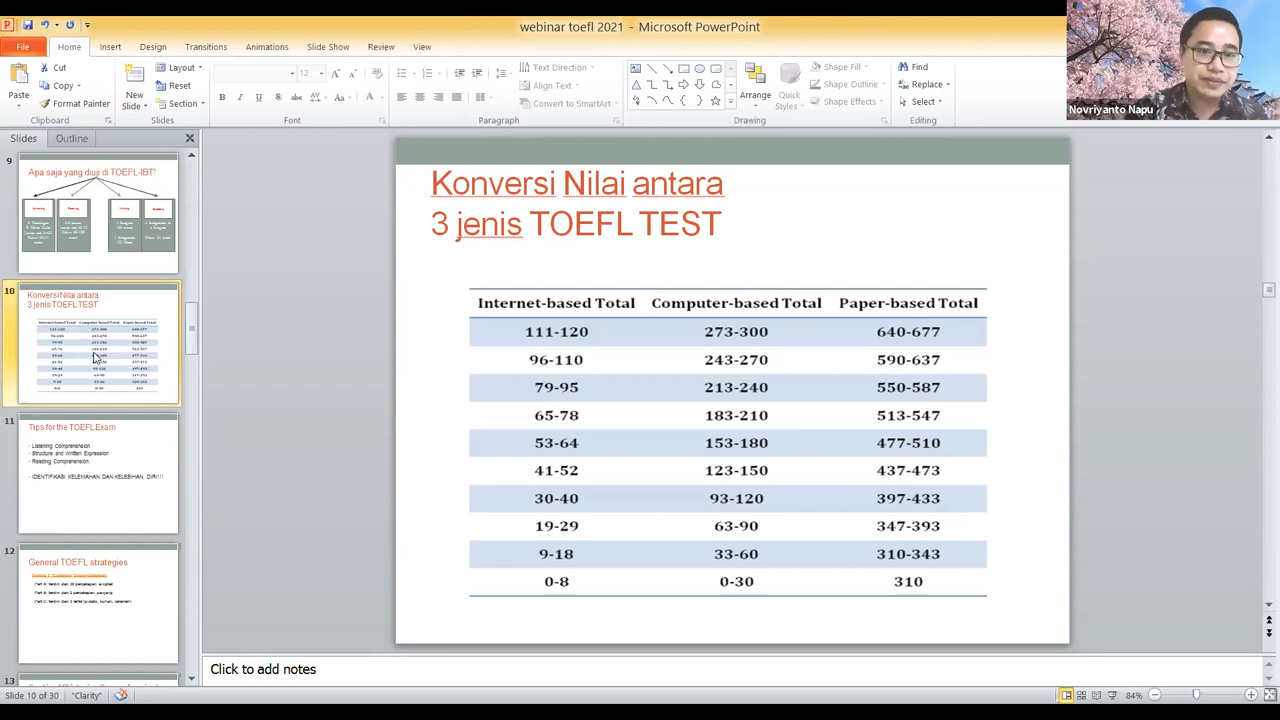 webinar toefl 2021 - Microsoft PowerPoint
File Home Insert Design Transitions Animations Slide Show Review View
Cut
Copy
Format Painter
Paste
Clipboard
New
Slide
Layout
Reset
Section
Slides
12
Font
Text Direction
Align Text
Convert to SmartArt
Paragraph
Arrange
Quick
Styles
Shape Fill
Shape Outline
Shape Effects
Drawing
Find
Replace
Select
Editing
Novriyanto Napu
Slides Outline
9
Apa saja yang diuji di TOEFL-IBT?
10
Konversi Nilai antara
3 jenis TOEFL TEST
11
Tips for the TOEFL Exam
Listening Comprehension
Structure and Written Expression
Reading Comprehension
IDENTIFIKASI KELEMAHAN DAN KELEBIHAN DIRI!!!
12
General TOEFL strategies
13
Konversi Nilai antara
3 jenis TOEFL TEST
Internet-based Total Computer-based Total Paper-based Total
111-120 273-300 640-677
96-110 243-270 590-637
79-95 213-240 550-587
65-78 183-210 513-547
53-64 153-180 477-510
41-52 123-150 437-473
30-40 93-120 397-433
19-29 63-90 347-393
9-18 33-60 310-343
0-8 0-30 310
Click to add notes
Slide 10 of 30 "Clarity" 84%